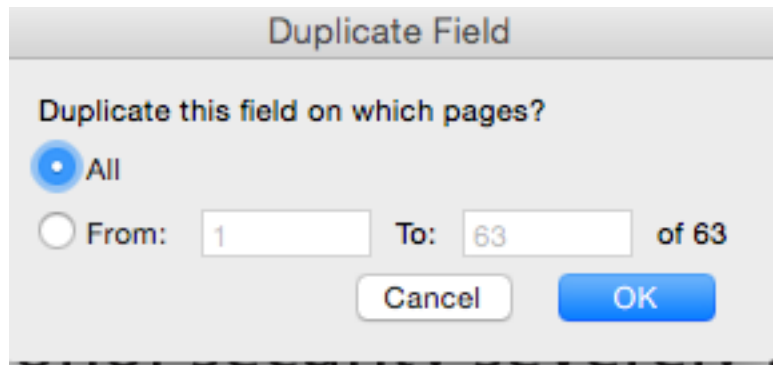 Duplicate Field
Duplicate this field on which pages?
All
From: 1 To: 63 of 63
Cancel OK